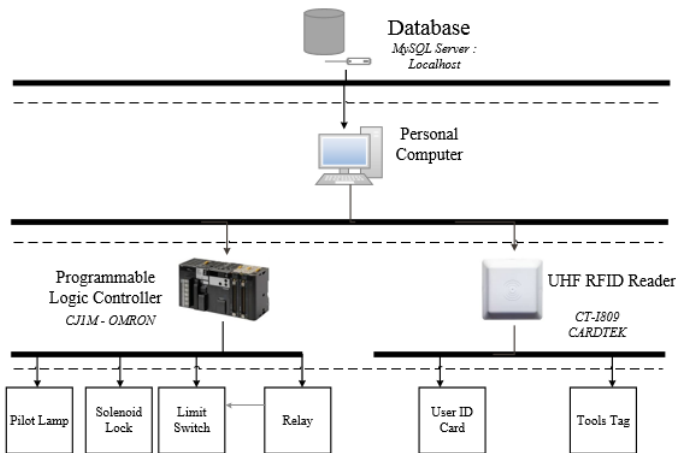 Database
MySQL Server :
Localhost
Personal
Computer
Programmable
Logic Controller
CJ1M - OMRON
UHF RFID Reader
CT-I809
CARDTEK
Pilot Lamp
Solenoid
Lock
Limit
Switch
Relay
User ID
Card
Tools Tag